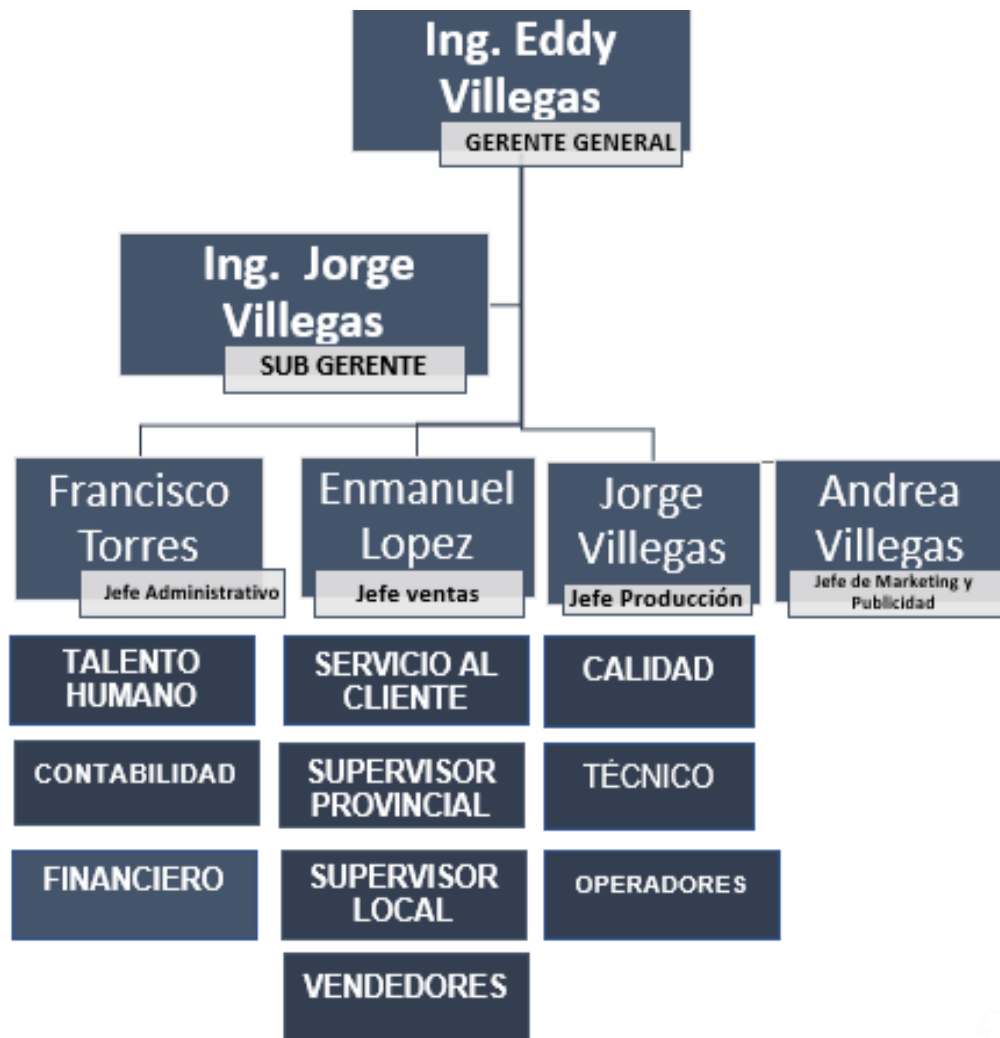 Ing. Eddy
Villegas
GERENTE GENERAL
Ing. Jorge
Villegas
SUB GERENTE
Francisco
Torres
Jefe Administrativo
Enmanuel
Lopez
Jefe ventas
Jorge
Villegas
Jefe Producción
Andrea
Villegas
Jefe de Marketing y
Publicidad
TALENTO
HUMANO
CONTABILIDAD
FINANCIERO
SERVICIO AL
CLIENTE
SUPERVISOR
PROVINCIAL
SUPERVISOR
LOCAL
VENDEDORES
CALIDAD
TÉCNICO
OPERADORES